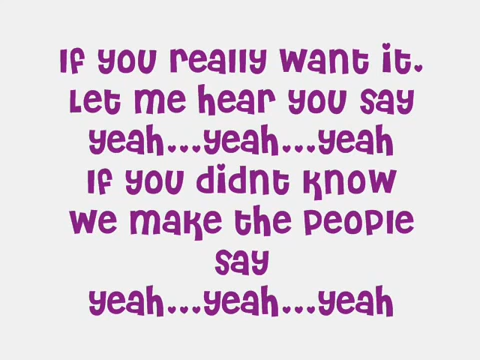 If you really want it.
Let me hear you say
yeah...yeah...yeah
If you didnt know
We make the people
say
yeah...yeah...yeah